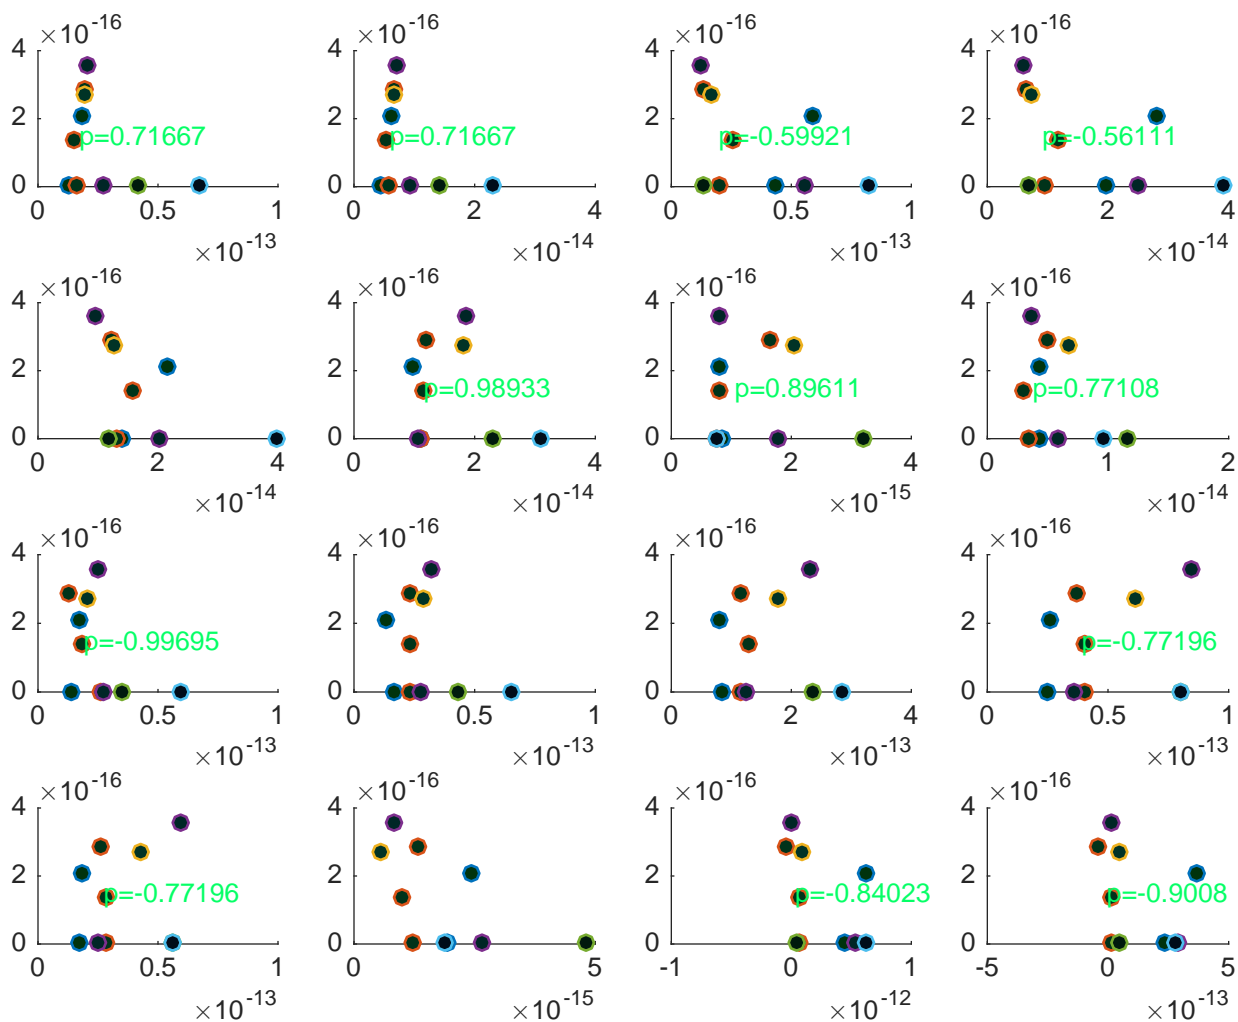 ×10-16 ×10-16 ×10-16 ×10-16
4 4 4 4
2 2 2 2
p=0.71667 p=0.71667 p=-0.59921 p=-0.56111
0 0 0 0
0 0.5 1 0 2 4 0 0.5 1 0 2 4
×10-13 ×10-14 ×10-13 ×10-14
×10-16 ×10-16 ×10-16 ×10-16
4 4 4 4
2 2 2 2
p=0.98933 p=0.89611 p=0.77108
0 0 0 0
0 2 4 0 2 4 0 2 4 0 1 2
×10-14 ×10-14 ×10-15 ×10-14
×10-16 ×10-16 ×10-16 ×10-16
4 4 4 4
2 2 2 2
p=-0.99695 p=-0.77196
0 0 0 0
0 0.5 1 0 0.5 1 0 2 4 0 0.5 1
×10-13 ×10-13 ×10-13 ×10-13
×10-16 ×10-16 ×10-16 ×10-16
4 4 4 4
2 2 2 2
p=-0.77196 p=-0.84023 p=-0.9008
0 0 0 0
0 0.5 1 0 5 -1 0 1 -5 0 5
×10-13 ×10-15 ×10-12 ×10-13